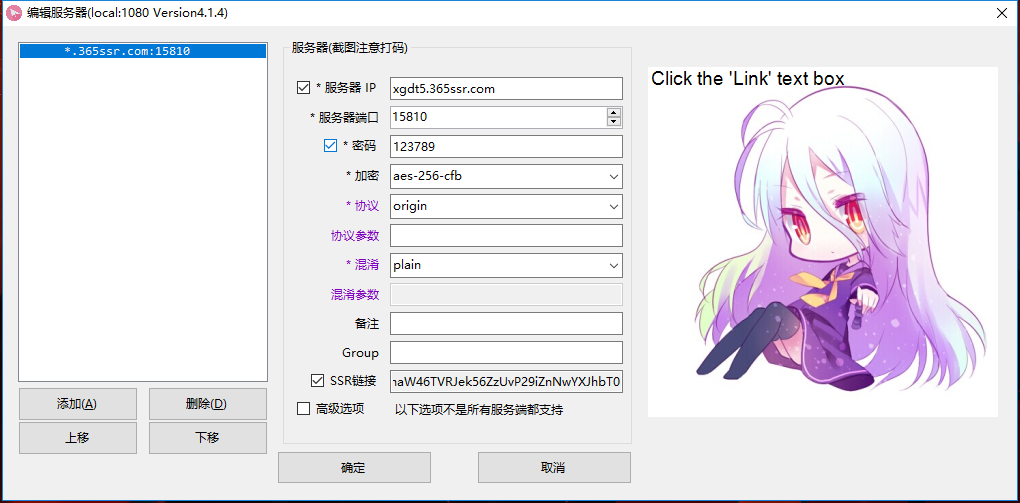 编辑服务器(local:1080 Version4.1.4)
*.365ssr.com:15810
服务器(截图注意打码)
* 服务器 IP xgdt5.365ssr.com
* 服务器端口 15810
* 密码 123789
* 加密 aes-256-cfb
* 协议 origin
协议参数
* 混淆 plain
混淆参数
备注
Group
SSR链接 naW46TVRJek56ZzUvP29iZnNwYXJhbT0
高级选项 以下选项不是所有服务端都支持
添加(A) 删除(D)
上移 下移
确定 取消
Click the 'Link' text box